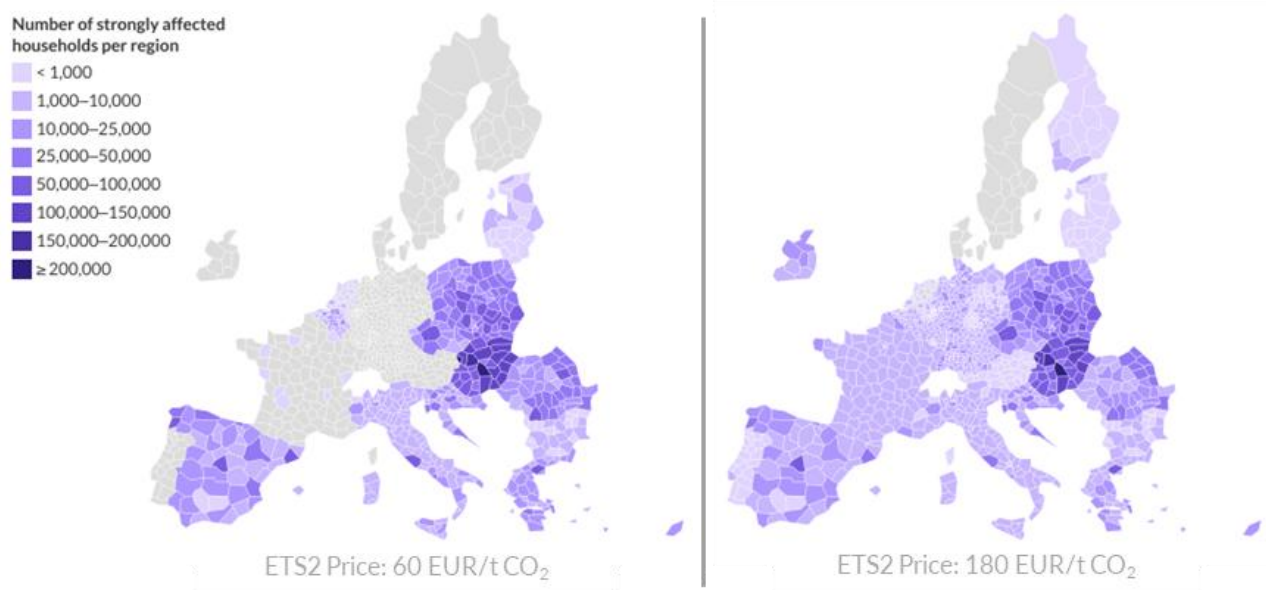 Number of strongly affected
households per region
< 1,000
1,000–10,000
10,000–25,000
25,000–50,000
50,000–100,000
100,000–150,000
150,000–200,000
≥ 200,000
ETS2 Price: 60 EUR/t CO₂
ETS2 Price: 180 EUR/t CO₂